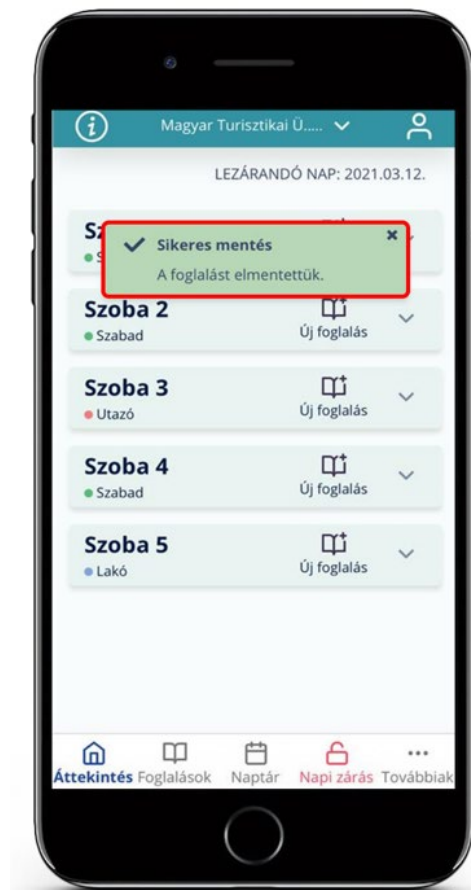 Magyar Turisztikai Ü.....
LEZÁRANDÓ NAP: 2021.03.12.
Sikeres mentés
A foglalást elmentettük.
Szoba 2
Szabad
Új foglalás
Szoba 3
Utazó
Új foglalás
Szoba 4
Szabad
Új foglalás
Szoba 5
Lakó
Új foglalás
Áttekintés Foglalások Naptár Napi zárás Továbbiak